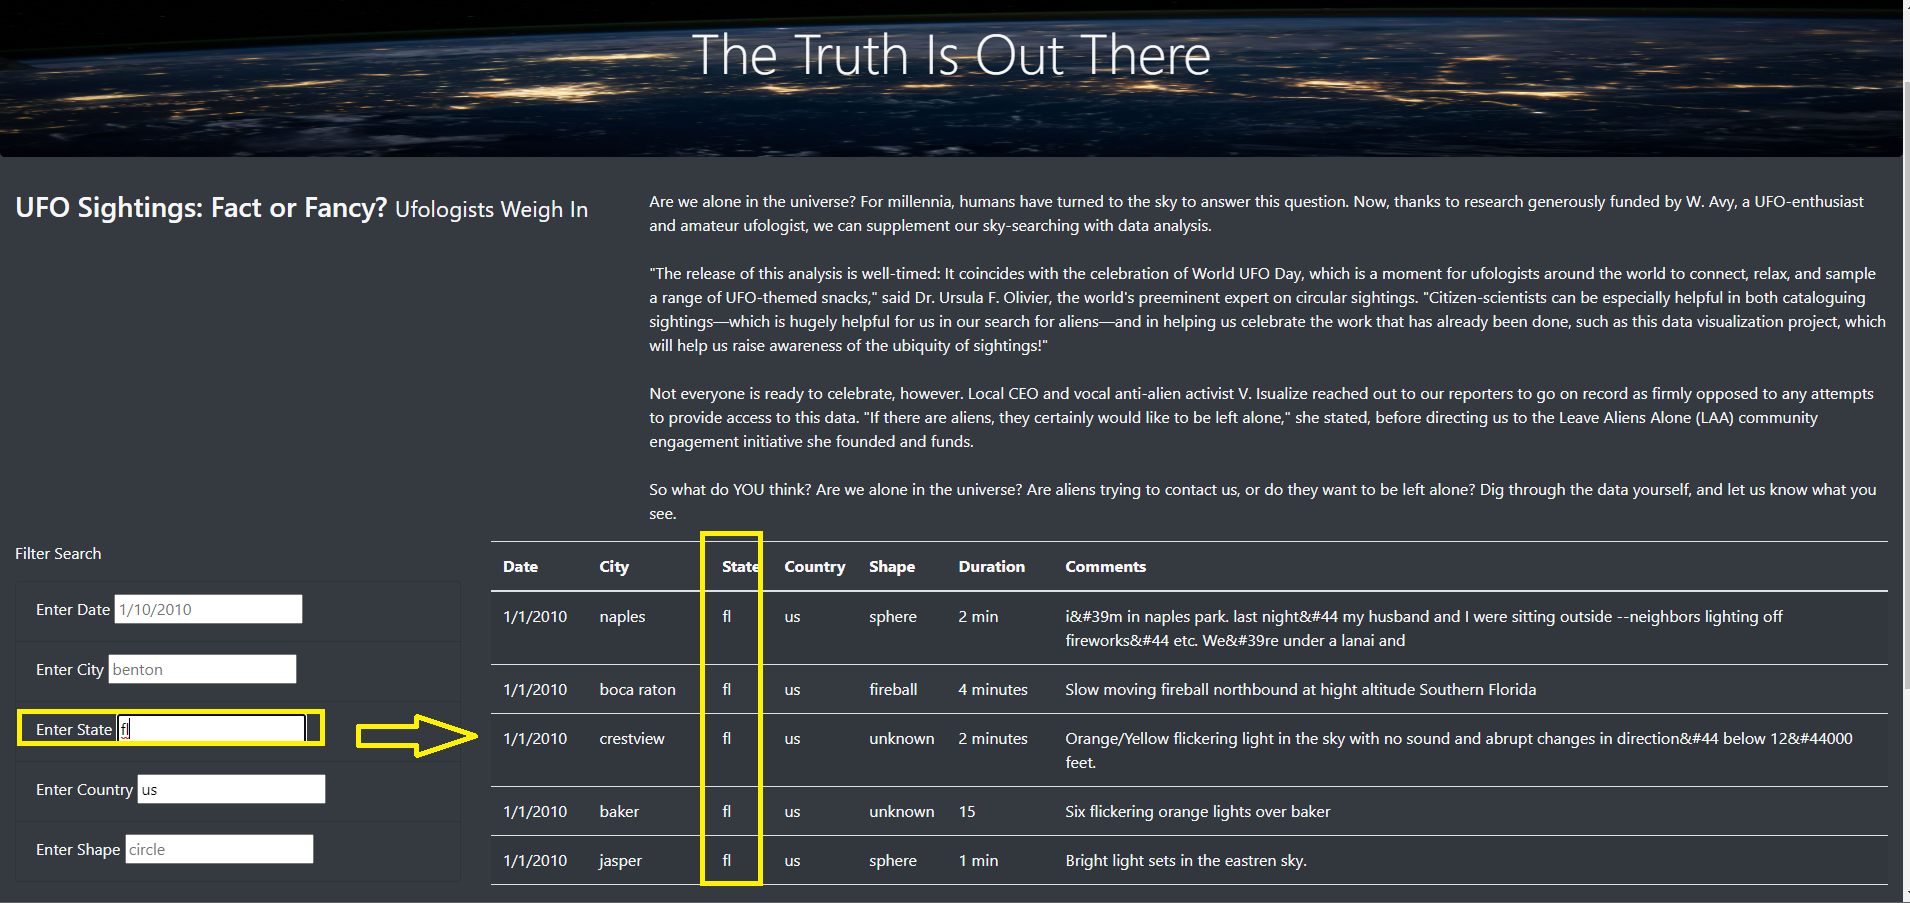 The Truth Is Out There
UFO Sightings: Fact or Fancy? Ufologists Weigh In
Are we alone in the universe? For millennia, humans have turned to the sky to answer this question. Now, thanks to research generously funded by W. Avy, a UFO-enthusiast
and amateur ufologist, we can supplement our sky-searching with data analysis.
"The release of this analysis is well-timed: It coincides with the celebration of World UFO Day, which is a moment for ufologists around the world to connect, relax, and sample
a range of UFO-themed snacks," said Dr. Ursula F. Olivier, the world's preeminent expert on circular sightings. "Citizen-scientists can be especially helpful in both cataloguing
sightings—which is hugely helpful for us in our search for aliens—and in helping us celebrate the work that has already been done, such as this data visualization project, which
will help us raise awareness of the ubiquity of sightings!"
Not everyone is ready to celebrate, however. Local CEO and vocal anti-alien activist V. Isualize reached out to our reporters to go on record as firmly opposed to any attempts
to provide access to this data. "If there are aliens, they certainly would like to be left alone," she stated, before directing us to the Leave Aliens Alone (LAA) community
engagement initiative she founded and funds.
So what do YOU think? Are we alone in the universe? Are aliens trying to contact us, or do they want to be left alone? Dig through the data yourself, and let us know what you
see.
Filter Search
Enter Date 1/10/2010
Enter City benton
Enter State fl
Enter Country us
Enter Shape circle
Date City State Country Shape Duration Comments
1/1/2010 naples fl us sphere 2 min i&#39m in naples park. last night&#44 my husband and I were sitting outside --neighbors lighting off
fireworks&#44 etc. We&#39re under a lanai and
1/1/2010 boca raton fl us fireball 4 minutes Slow moving fireball northbound at hight altitude Southern Florida
1/1/2010 crestview fl us unknown 2 minutes Orange/Yellow flickering light in the sky with no sound and abrupt changes in direction&#44 below 12&#44000
feet.
1/1/2010 baker fl us unknown 15 Six flickering orange lights over baker
1/1/2010 jasper fl us sphere 1 min Bright light sets in the eastren sky.